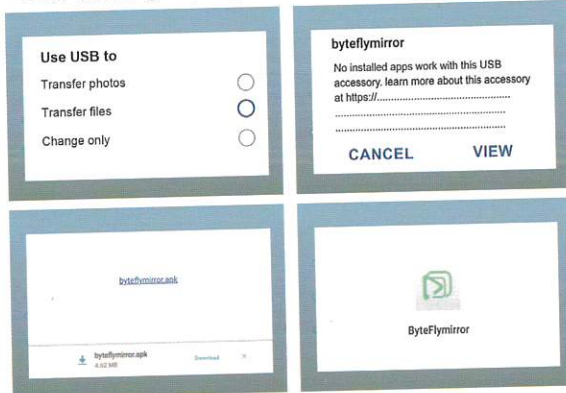 Use USB to
Transfer photos
Transfer files
Change only
byteflymirror
No installed apps work with this USB
accessory. learn more about this accessory
at https://.............................................
..........................................................
..........................................................
CANCEL
VIEW
byteflymirror.apk
byteflymirror.apk
Download
×
4.62 MB
ByteFlymirror